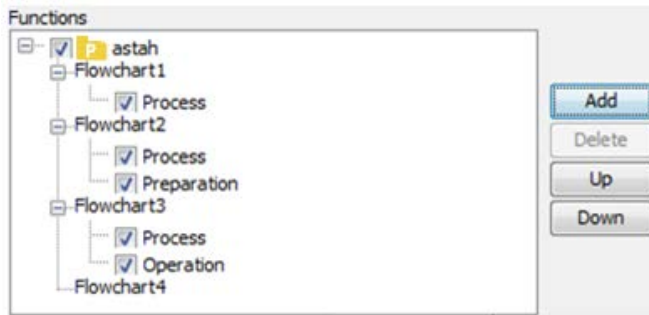 Functions
P astah
Flowchart1
Process
Flowchart2
Process
Preparation
Flowchart3
Process
Operation
Flowchart4
Add
Delete
Up
Down